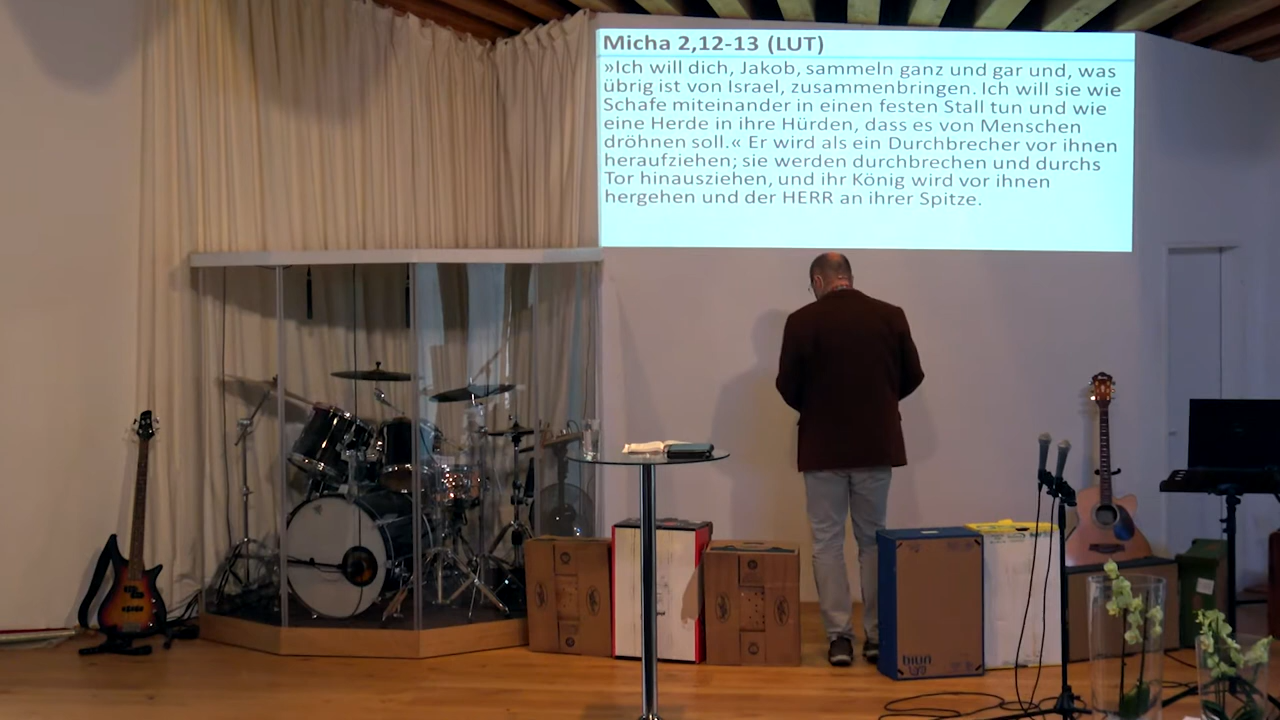 Micha 2,12-13 (LUT)
»Ich will dich, Jakob, sammeln ganz und gar und, was
übrig ist von Israel, zusammenbringen. Ich will sie wie
Schafe miteinander in einen festen Stall tun und wie
eine Herde in ihre Hürden, dass es von Menschen
dröhnen soll.« Er wird als ein Durchbrecher vor ihnen
heraufziehen; sie werden durchbrechen und durchs
Tor hinausziehen, und ihr König wird vor ihnen
hergehen und der HERR an ihrer Spitze.